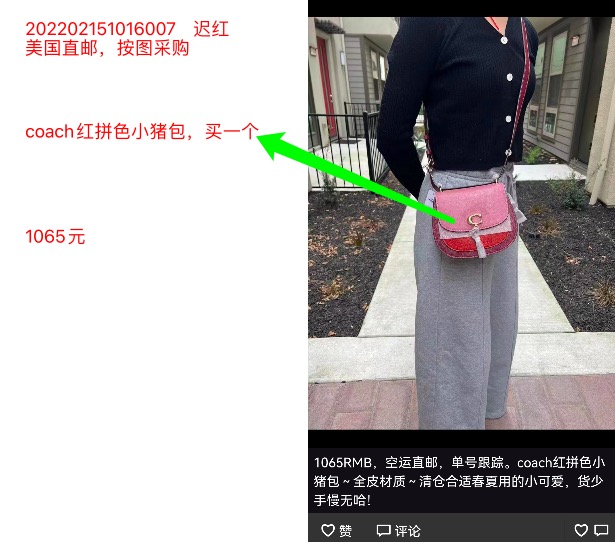 202202151016007 迟红
美国直邮，按图采购
coach红拼色小猪包，买一个
1065元
1065RMB，空运直邮，单号跟踪。coach红拼色小
猪包～全皮材质～清仓合适春夏用的小可爱，货少
手慢无哈！
赞 评论